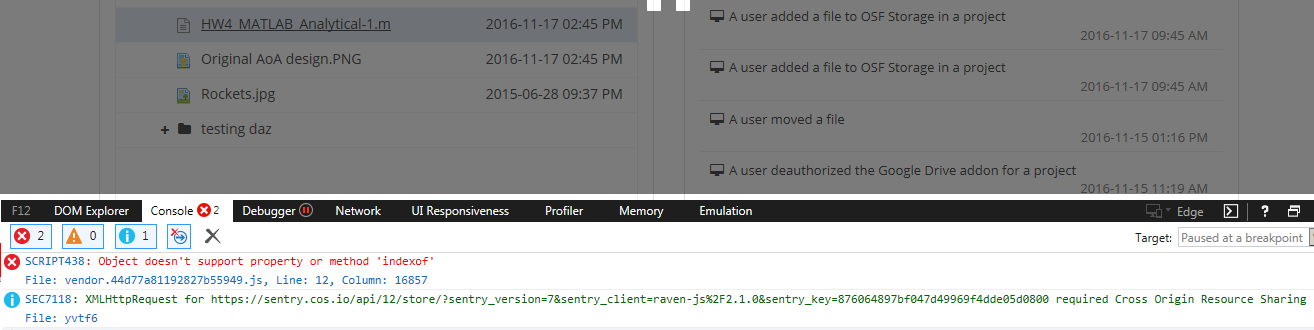 HW4_MATLAB_Analytical-1.m 2016-11-17 02:45 PM
Original AoA design.PNG 2016-11-17 02:45 PM
Rockets.jpg 2015-06-28 09:37 PM
+ testing daz
A user added a file to OSF Storage in a project
2016-11-17 09:45 AM
A user added a file to OSF Storage in a project
2016-11-17 09:45 AM
A user moved a file
2016-11-15 01:16 PM
A user deauthorized the Google Drive addon for a project
2016-11-15 11:19 AM
F12 DOM Explorer Console 2 Debugger Network UI Responsiveness Profiler Memory Emulation Edge ?
2 0 1 Target: Paused at a breakpoint
SCRIPT438: Object doesn't support property or method 'indexof'
File: vendor.44d77a81192827b55949.js, Line: 12, Column: 16857
SEC7118: XMLHttpRequest for https://sentry.cos.io/api/12/store/?sentry_version=7&sentry_client=raven-js%2F2.1.0&sentry_key=876064897bf047d49969f4dde05d0800 required Cross Origin Resource Sharing
File: yvtf6